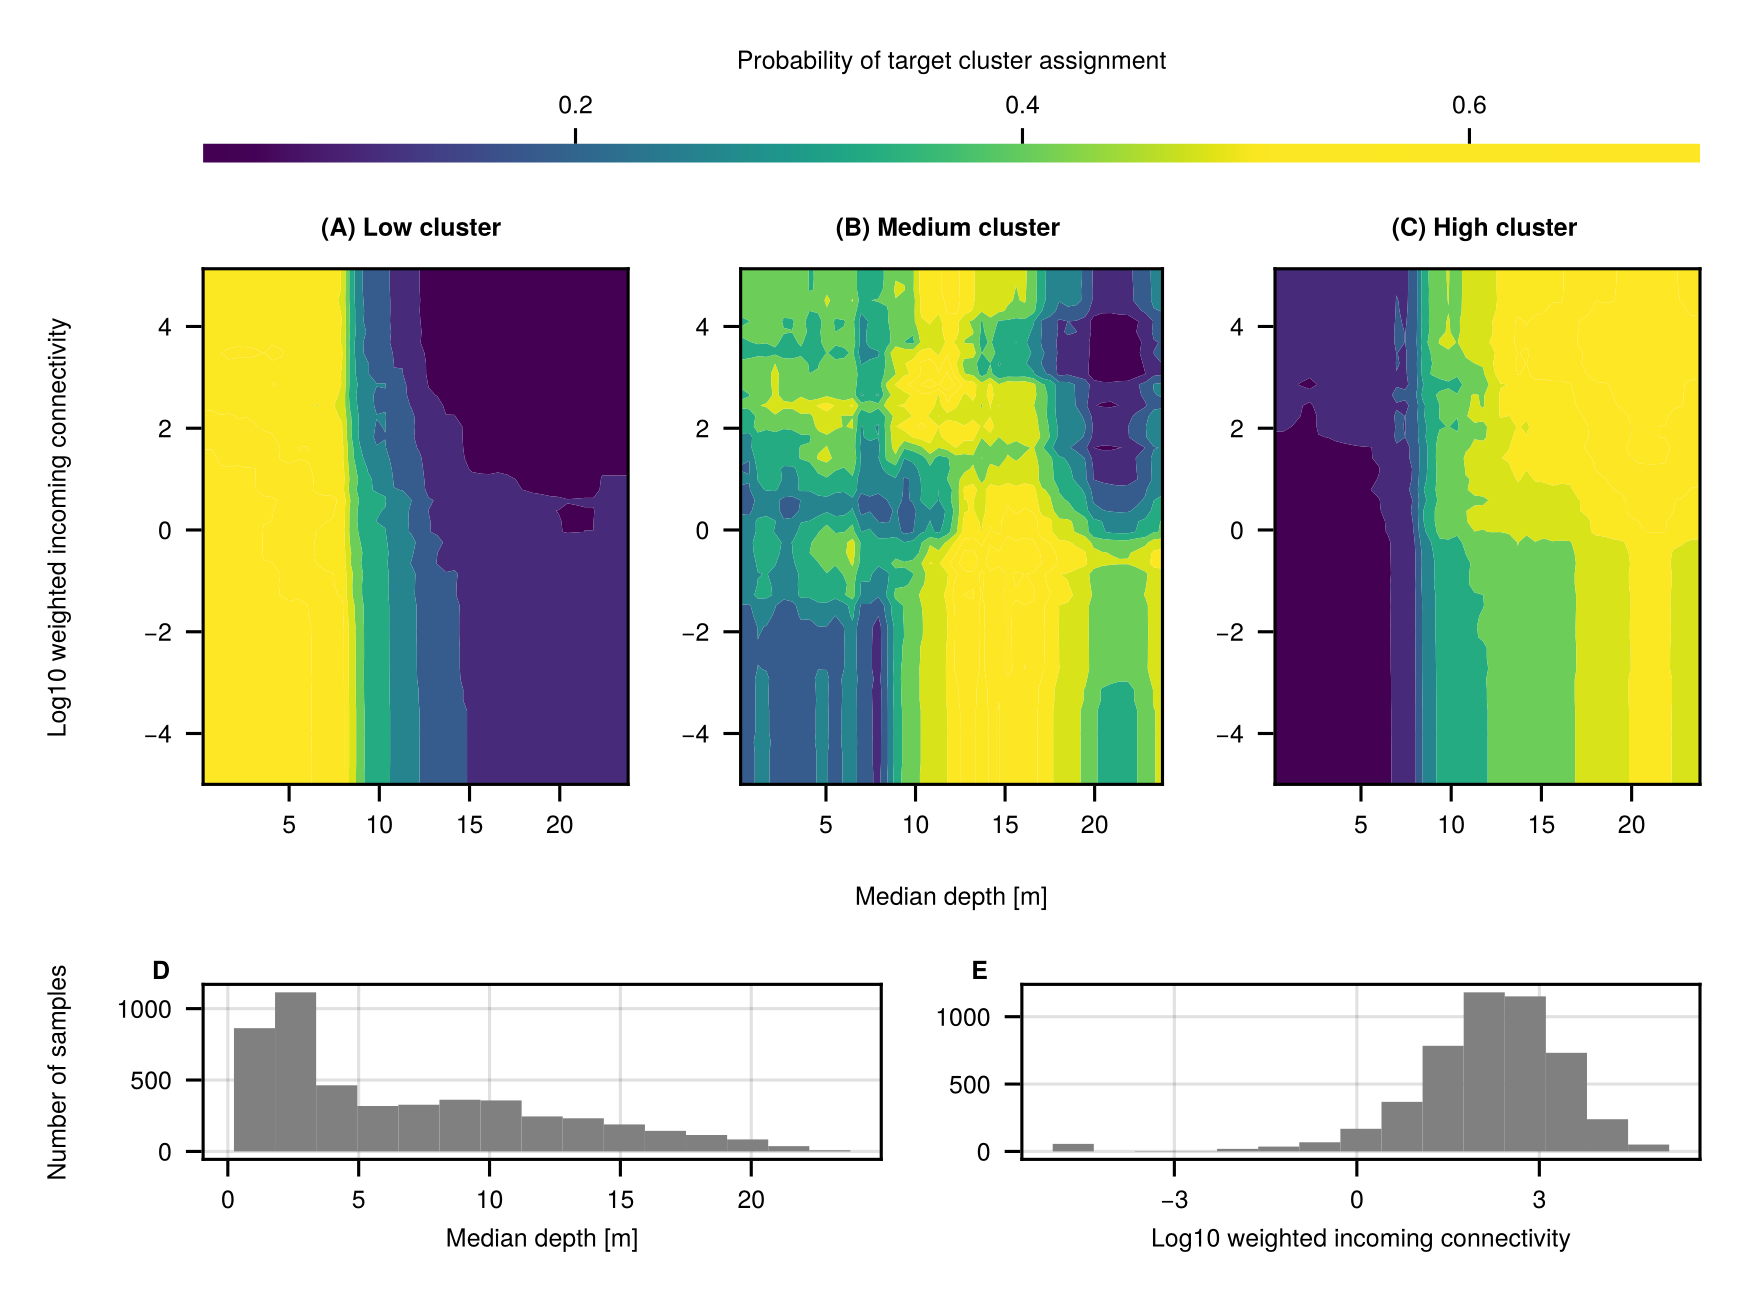 Probability of target cluster assignment
0.2 0.4 0.6
(A) Low cluster (B) Medium cluster (C) High cluster
Log10 weighted incoming connectivity
4 4 4
2 2 2
0 0 0
−2 −2 −2
−4 −4 −4
5 10 15 20 5 10 15 20 5 10 15 20
Median depth [m]
D E
Number of samples
1000 1000
500 500
0 0
0 5 10 15 20 −3 0 3
Median depth [m] Log10 weighted incoming connectivity